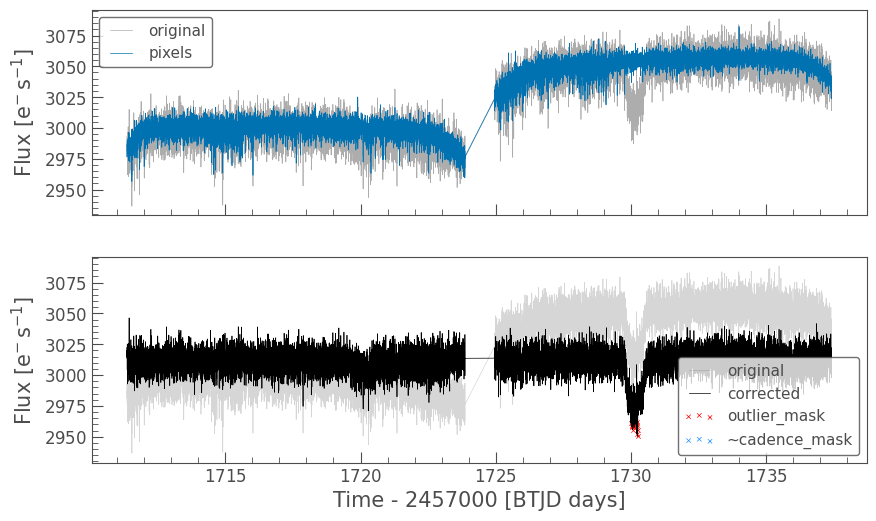 original
pixels
3075
3050
3025
3000
2975
2950
Flux [e⁻ s⁻¹]
3075
3050
3025
3000
2975
2950
Flux [e⁻ s⁻¹]
original
corrected
outlier_mask
~cadence_mask
1715 1720 1725 1730 1735
Time - 2457000 [BTJD days]